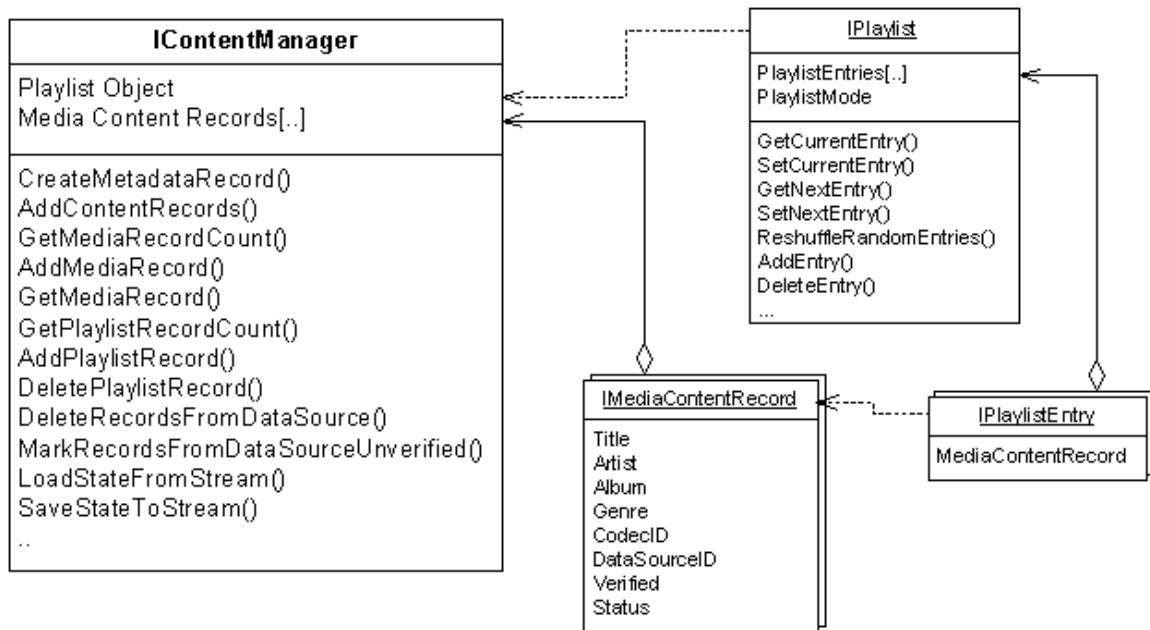 IContentManager
Playlist Object
Media Content Records[..]
CreateMetadataRecord()
AddContentRecords()
GetMediaRecordCount()
AddMediaRecord()
GetMediaRecord()
GetPlaylistRecordCount()
AddPlaylistRecord()
DeletePlaylistRecord()
DeleteRecordsFromDataSource()
MarkRecordsFromDataSourceUnverified()
LoadStateFromStream()
SaveStateToStream()
..
IPlaylist
PlaylistEntries[..]
PlaylistMode
GetCurrentEntry()
SetCurrentEntry()
GetNextEntry()
SetNextEntry()
ReshuffleRandomEntries()
AddEntry()
DeleteEntry()
...
IMediaContentRecord
Title
Artist
Album
Genre
CodecID
DataSourceID
Verified
Status
IPlaylistEntry
MediaContentRecord